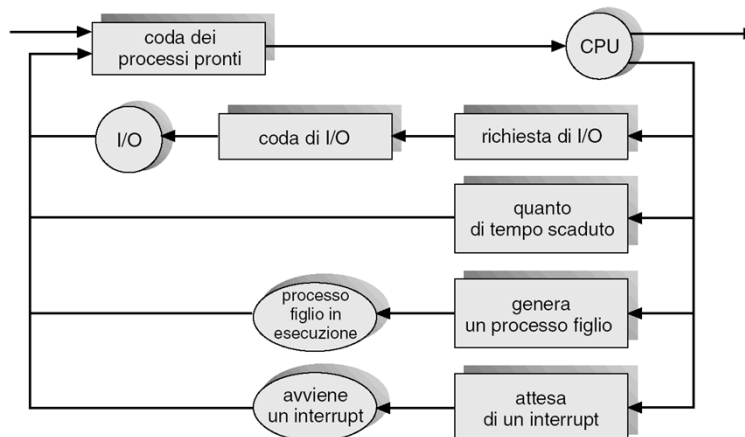 coda dei
processi pronti
CPU
I/O
coda di I/O
richiesta di I/O
quanto
di tempo scaduto
processo
figlio in
esecuzione
genera
un processo figlio
avviene
un interrupt
attesa
di un interrupt